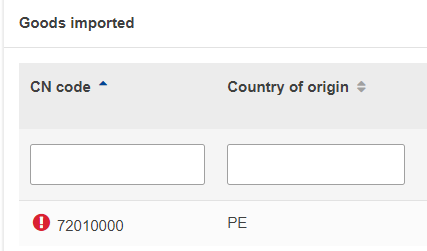 Goods imported
CN code Country of origin
72010000 PE